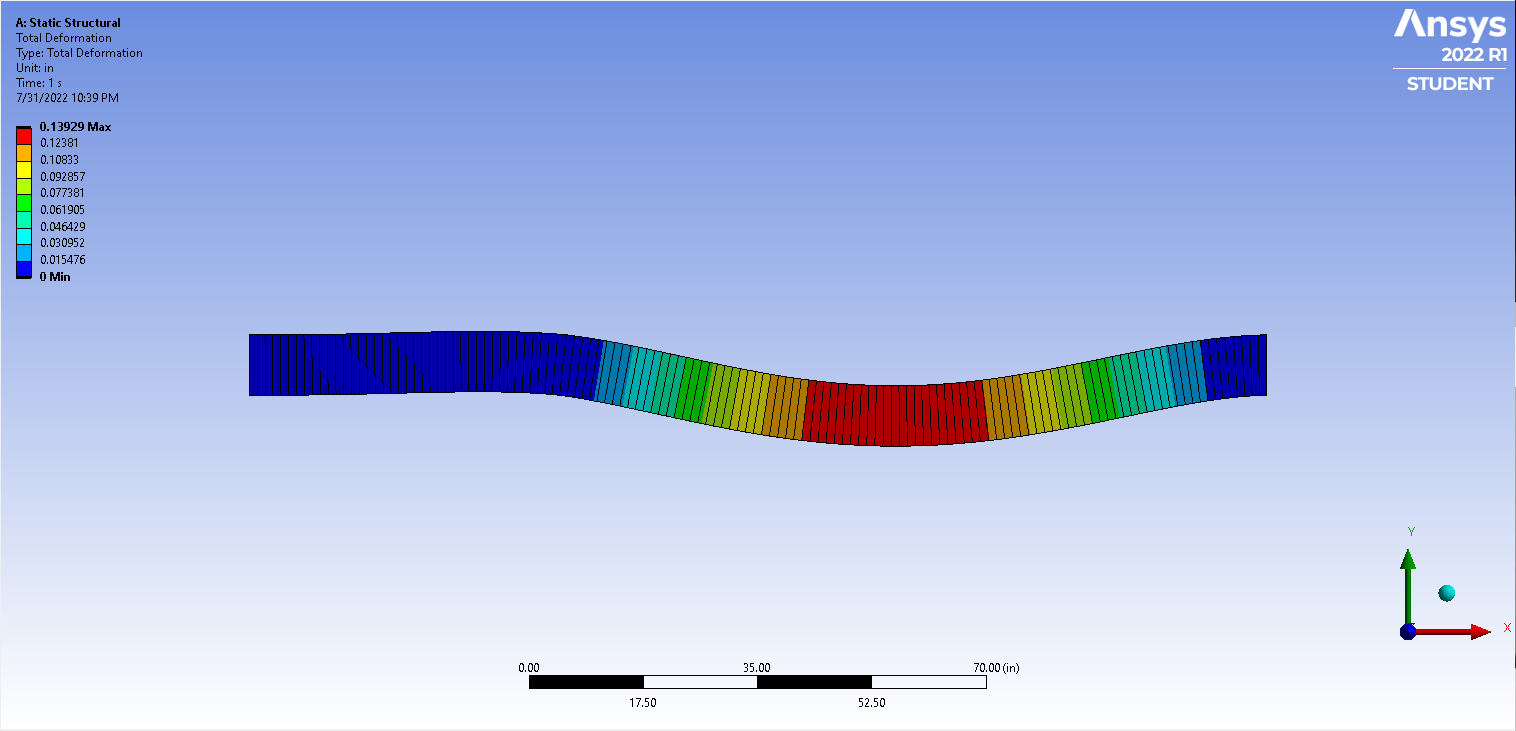 A: Static Structural
Total Deformation
Type: Total Deformation
Unit: in
Time: 1 s
7/31/2022 10:39 PM
0.13929 Max
0.12381
0.10833
0.092857
0.077381
0.061905
0.046429
0.030952
0.015476
0 Min
Ansys
2022 R1
STUDENT
Y
X
0.00 35.00 70.00 (in)
17.50 52.50